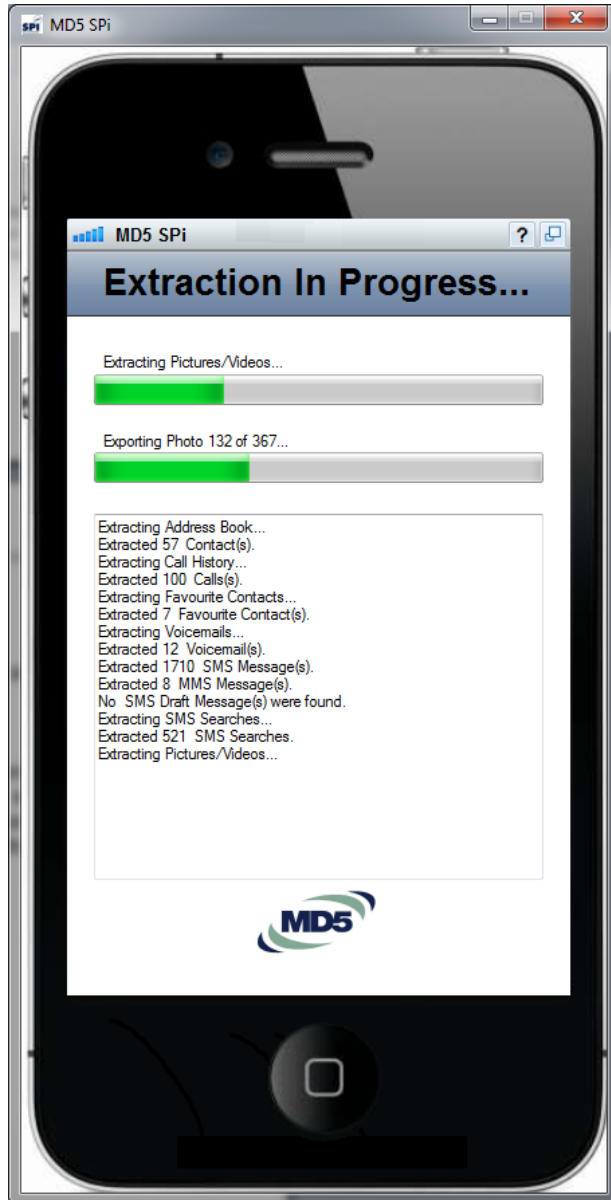 SPi MD5 SPi
MD5 SPi ?
Extraction In Progress...
Extracting Pictures/Videos...
Exporting Photo 132 of 367...
Extracting Address Book...
Extracted 57 Contact(s).
Extracting Call History...
Extracted 100 Calls(s).
Extracting Favourite Contacts...
Extracted 7 Favourite Contact(s).
Extracting Voicemails...
Extracted 12 Voicemail(s).
Extracted 1710 SMS Message(s).
Extracted 8 MMS Message(s).
No SMS Draft Message(s) were found.
Extracting SMS Searches...
Extracted 521 SMS Searches.
Extracting Pictures/Videos...
MD5